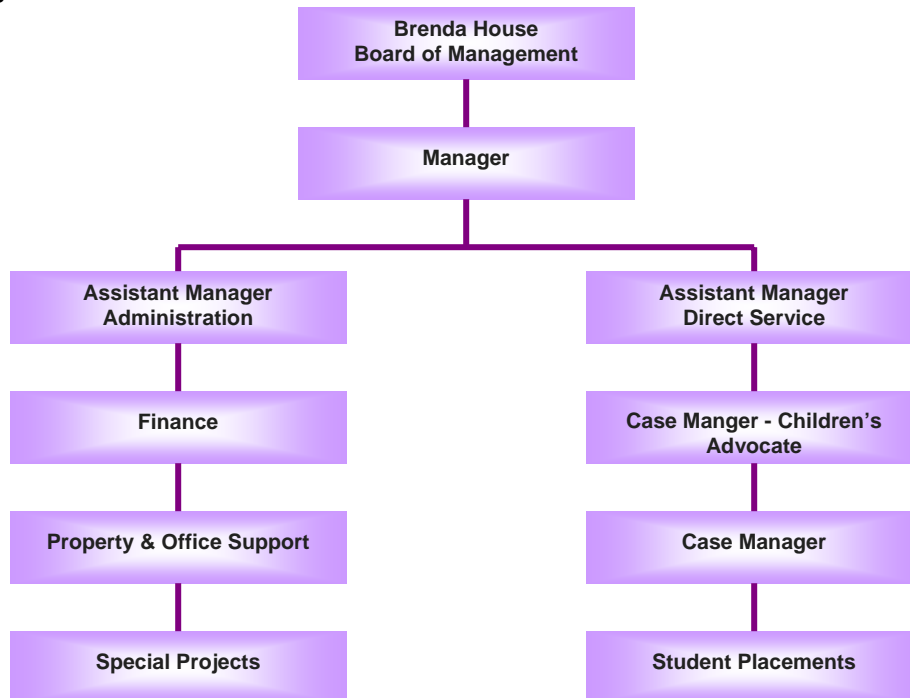 Brenda House
Board of Management
Manager
Assistant Manager
Administration
Assistant Manager
Direct Service
Finance
Case Manger - Children’s
Advocate
Property & Office Support
Case Manager
Special Projects
Student Placements